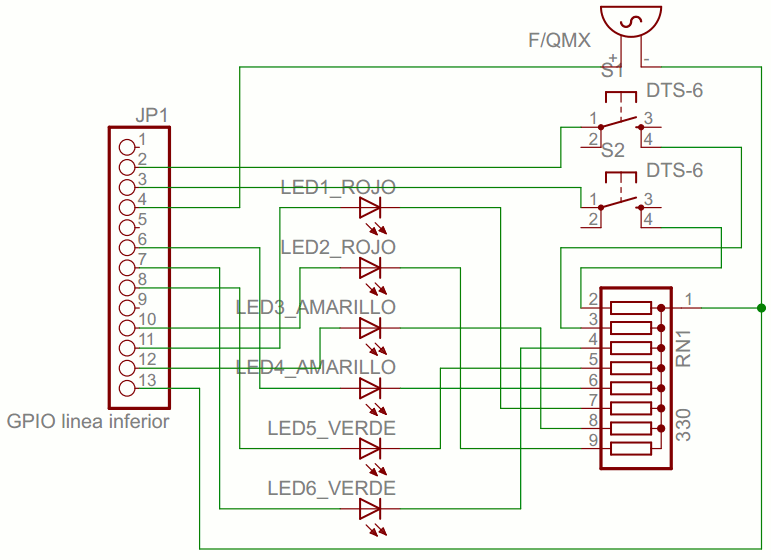 F/QMX
+ -
S1
DTS-6
1 3
2 4
S2
DTS-6
1 3
2 4
JP1
1
2
3
4
5
6
7
8
9
10
11
12
13
GPIO linea inferior
LED1_ROJO
LED2_ROJO
LED3_AMARILLO
LED4_AMARILLO
LED5_VERDE
LED6_VERDE
2 1
3
4
5
6
7
8
9
RN1
330